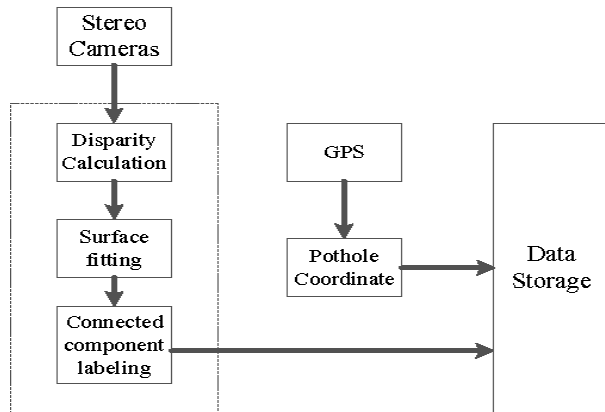 Stereo
Cameras
Disparity
Calculation
Surface
fitting
Connected
component
labeling
GPS
Pothole
Coordinate
Data
Storage